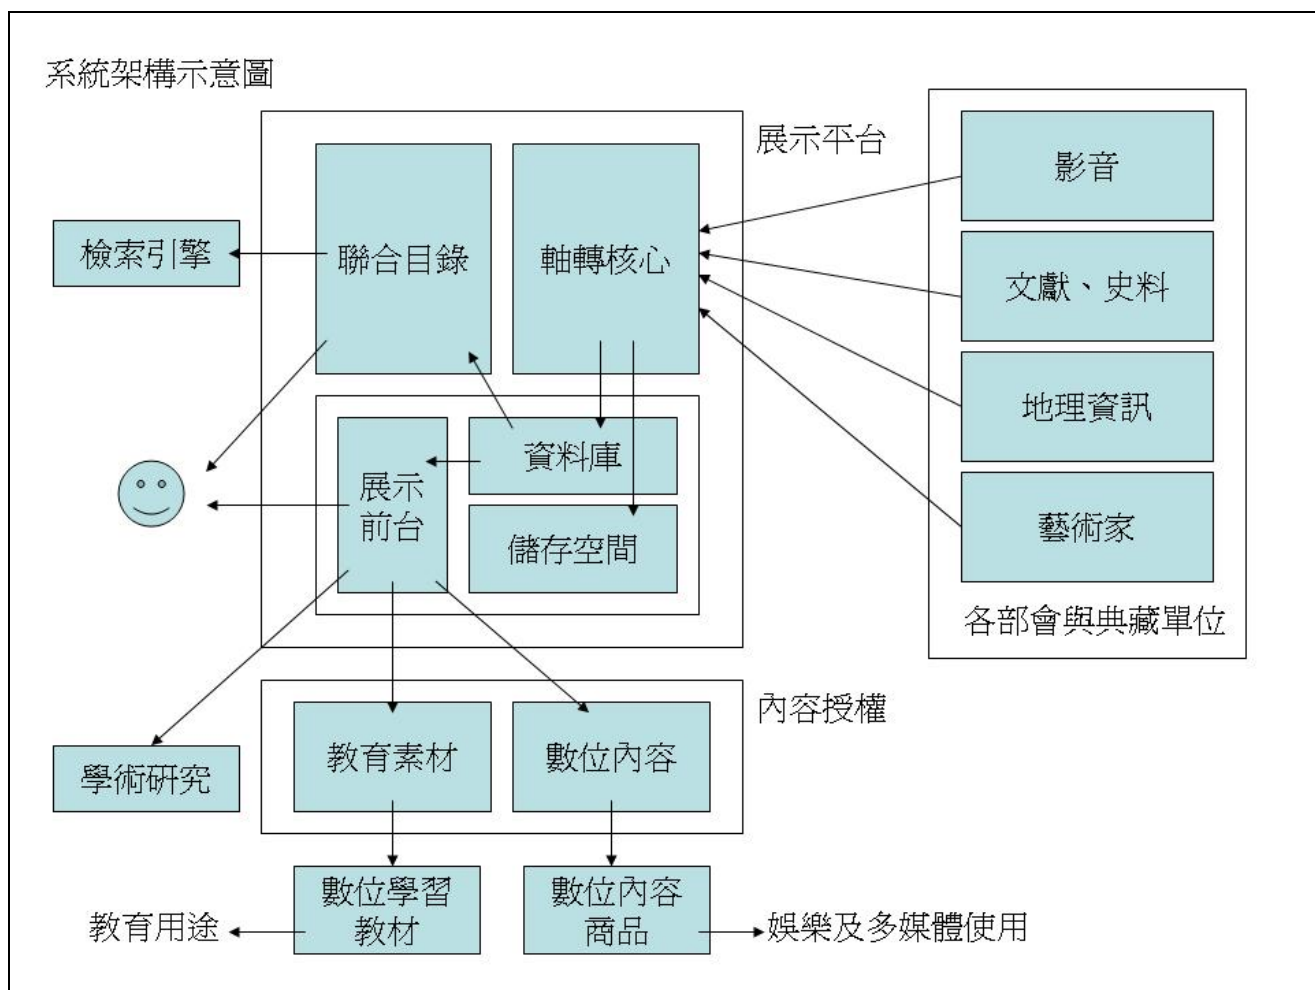 系統架構示意圖
展示平台
影音
檢索引擎
聯合目錄
軸轉核心
文獻、史料
地理資訊
資料庫
展示
前台
儲存空間
藝術家
各部會與典藏單位
內容授權
學術研究
教育素材
數位內容
數位學習
教材
數位內容
商品
教育用途
娛樂及多媒體使用